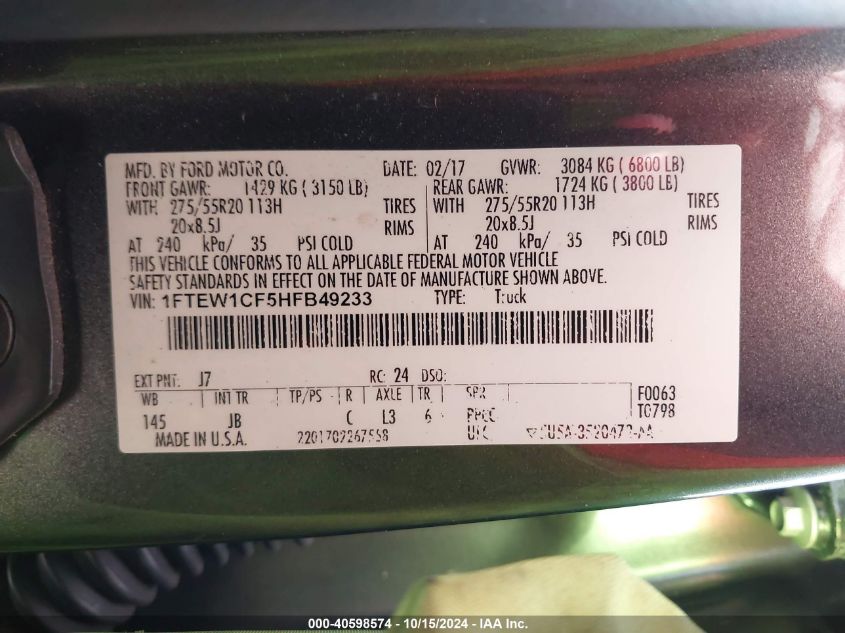 MFD. BY FORD MOTOR CO. DATE: 02/17 GVWR: 3084 KG ( 6800 LB)
FRONT GAWR: 1429 KG ( 3150 LB) REAR GAWR: 1724 KG ( 3800 LB)
WITH 275/55R20 113H TIRES WITH 275/55R20 113H TIRES
20x8.5J RIMS 20x8.5J RIMS
AT 240 kPa/ 35 PSI COLD AT 240 kPa/ 35 PSI COLD
THIS VEHICLE CONFORMS TO ALL APPLICABLE FEDERAL MOTOR VEHICLE
SAFETY STANDARDS IN EFFECT ON THE DATE OF MANUFACTURE SHOWN ABOVE.
VIN: 1FTEW1CF5HFB49233 TYPE: Truck
EXT PNT: J7 RC: 24 DSO:
WB INT TR TP/PS R AXLE TR SPR F0063
145 JB C L3 6 T0798
MADE IN U.S.A. UTC
000-40598574 / 10/15/2024 - IAA Inc.